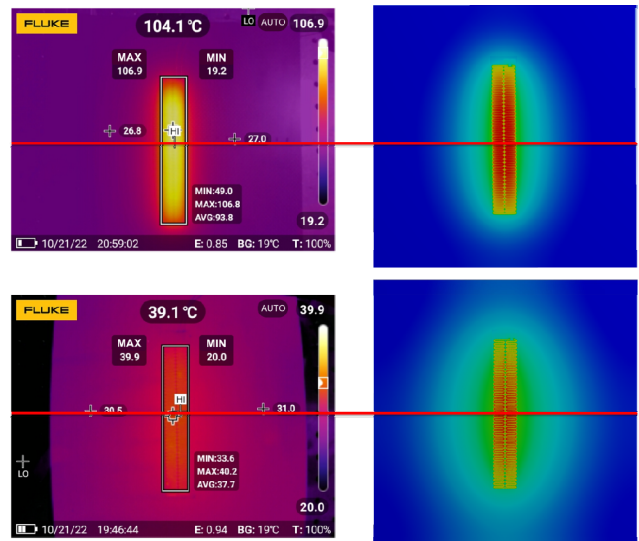 FLUKE
104.1 °C
LO AUTO 106.9
MAX
106.9
MIN
19.2
26.8
HI
27.0
MIN:49.0
MAX:106.8
AVG:93.8
19.2
10/21/22 20:59:02 E: 0.85 BG: 19°C T: 100%
FLUKE
39.1 °C
AUTO 39.9
MAX
39.9
MIN
20.0
HI
30.5
31.0
LO
MIN:33.6
MAX:40.2
AVG:37.7
20.0
10/21/22 19:46:44 E: 0.94 BG: 19°C T: 100%